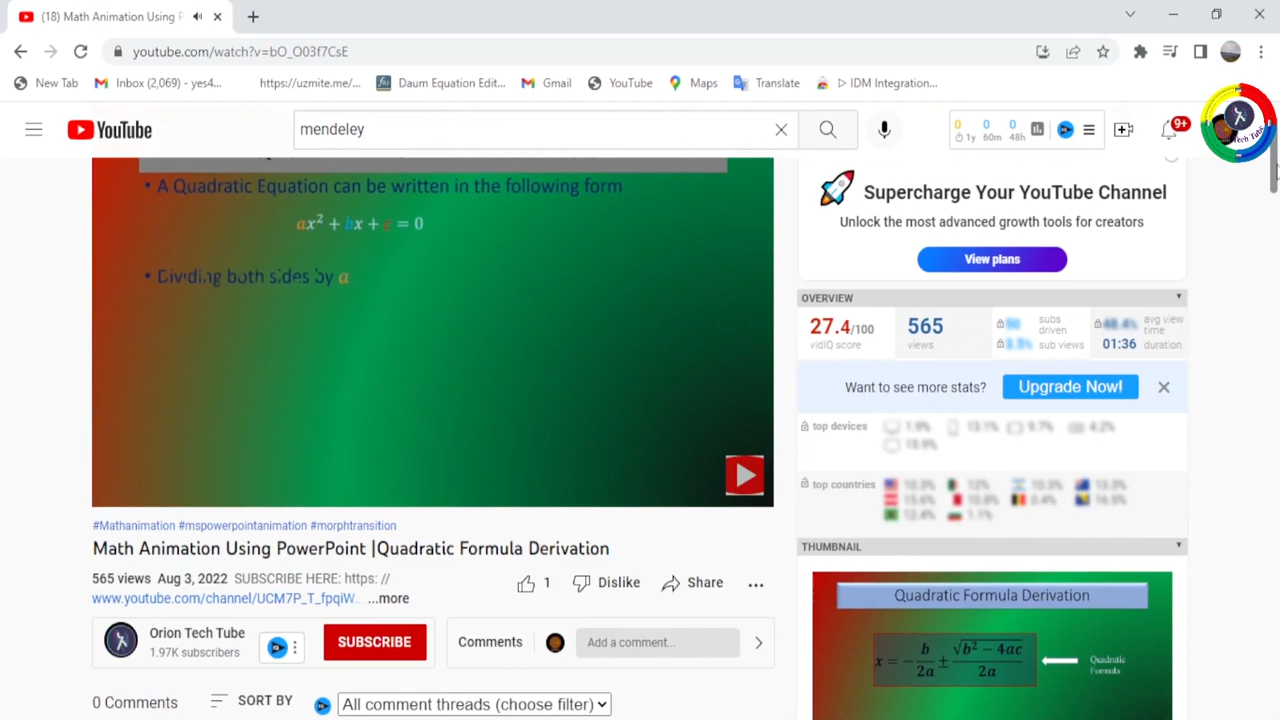 (18) Math Animation Using P
youtube.com/watch?v=bO_O03f7CsE
New Tab Inbox (2,069) - yes4... https://uzmite.me/... Daum Equation Edit... Gmail YouTube Maps Translate ▷ IDM Integration...
YouTube mendeley 0 0 0 9+
1y 60m 48h
Tech Tube
• A Quadratic Equation can be written in the following form
ax² + bx + c = 0
• Dividing both sides by a
Supercharge Your YouTube Channel
Unlock the most advanced growth tools for creators
View plans
OVERVIEW
27.4/100 565 subs driven avg view time
vidIQ score views sub views 01:36 duration
Want to see more stats? Upgrade Now!
top devices
top countries
#Mathanimation #mspowerpointanimation #morphtransition
Math Animation Using PowerPoint |Quadratic Formula Derivation
565 views Aug 3, 2022 SUBSCRIBE HERE: https: //
www.youtube.com/channel/UCM7P_T_fpqiW... ...more
1 Dislike Share ...
Orion Tech Tube
1.97K subscribers
SUBSCRIBE
Comments Add a comment...
0 Comments SORT BY All comment threads (choose filter)
THUMBNAIL
Quadratic Formula Derivation
x = − b/2a ± √b² − 4ac/2a
Quadratic
Formula